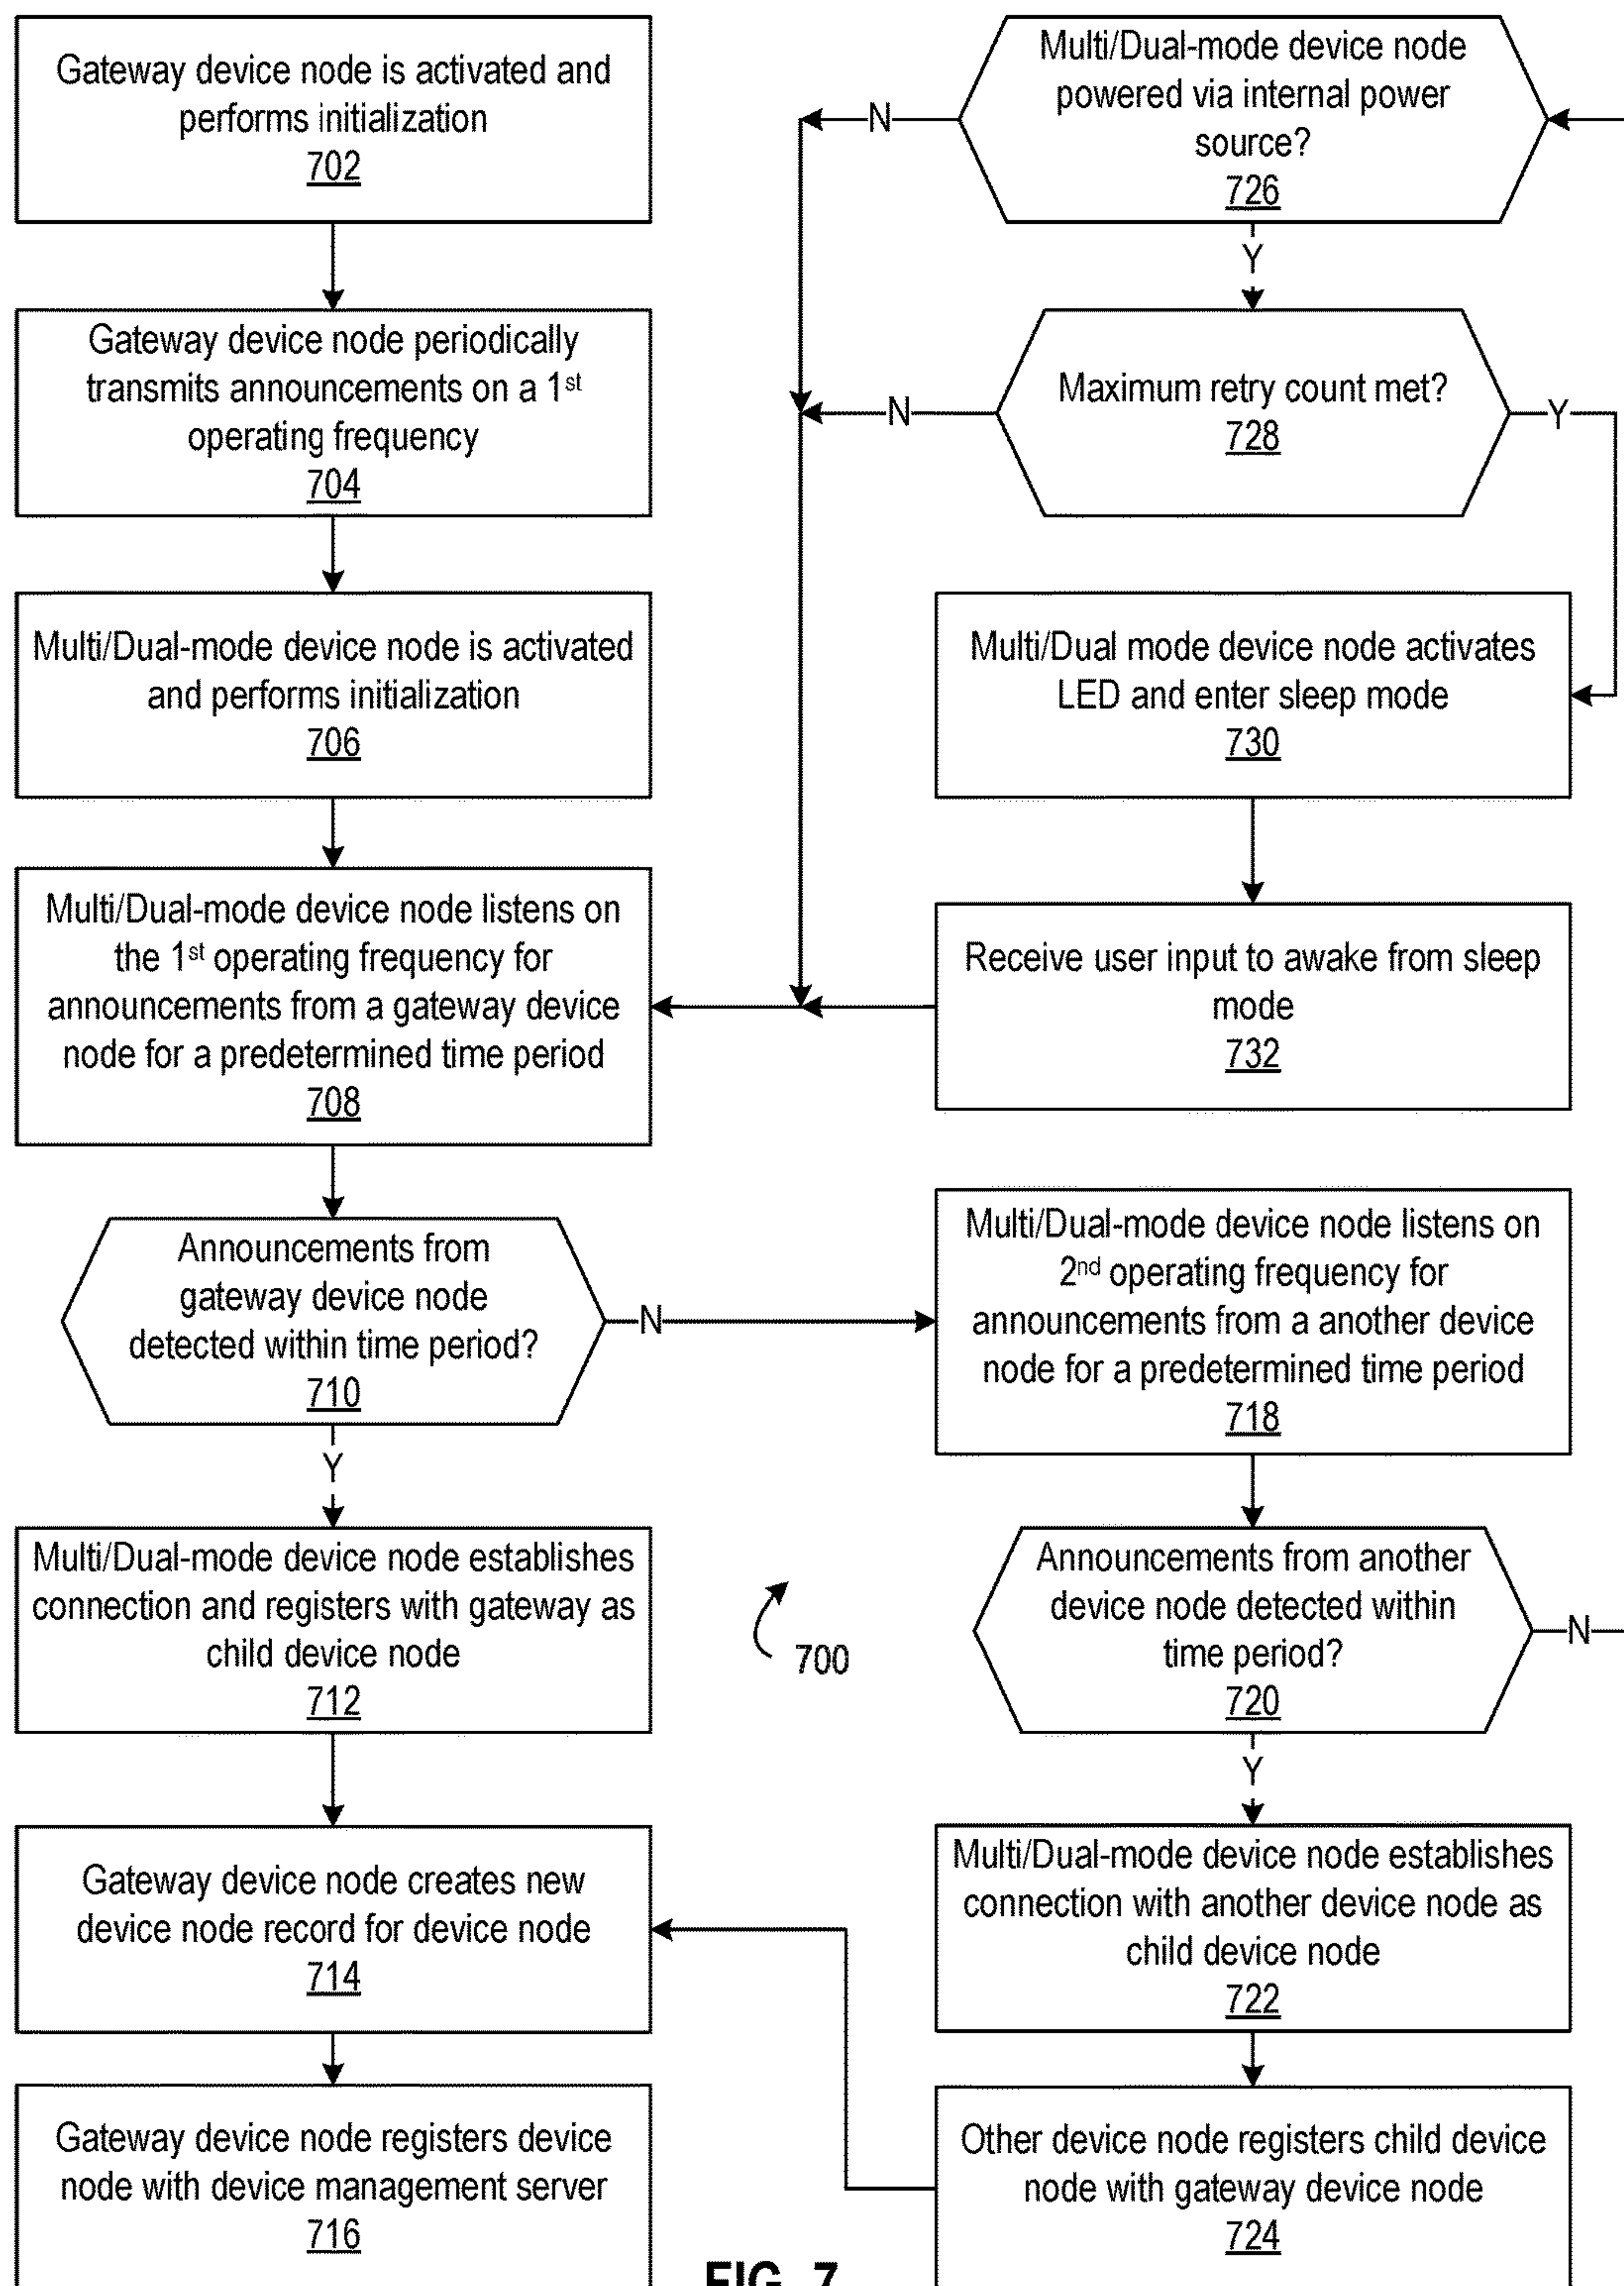 Gateway device node is activated and
performs initialization
702
Gateway device node periodically
transmits announcements on a 1st
operating frequency
704
Multi/Dual-mode device node is activated
and performs initialization
706
Multi/Dual-mode device node listens on
the 1st operating frequency for
announcements from a gateway device
node for a predetermined time period
708
Announcements from
gateway device node
detected within time period?
710
N
Y
Multi/Dual-mode device node establishes
connection and registers with gateway as
child device node
712
Gateway device node creates new
device node record for device node
714
Gateway device node registers device
node with device management server
716
Multi/Dual-mode device node
powered via internal power
source?
726
N
Y
Maximum retry count met?
728
N
Y
Multi/Dual mode device node activates
LED and enter sleep mode
730
Receive user input to awake from sleep
mode
732
Multi/Dual-mode device node listens on
2nd operating frequency for
announcements from a another device
node for a predetermined time period
718
Announcements from another
device node detected within
time period?
720
N
Y
Multi/Dual-mode device node establishes
connection with another device node as
child device node
722
Other device node registers child device
node with gateway device node
724
700
FIG. 7